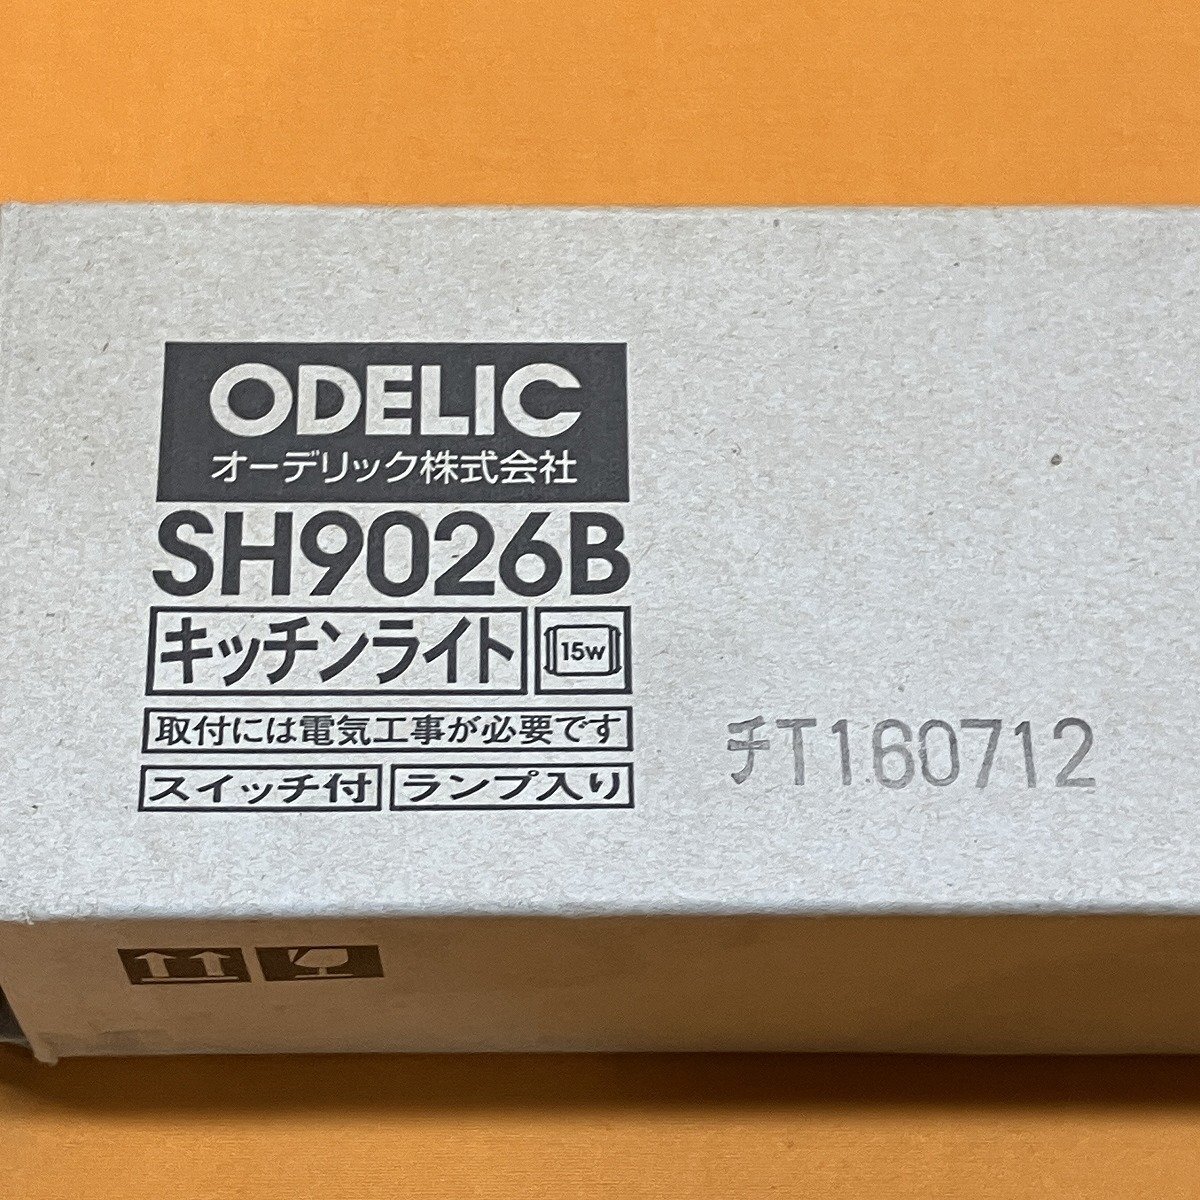 ODELIC
オーデリック株式会社
SH9026B
キッチンライト 15W
取付には電気工事が必要です
スイッチ付 ランプ入り
チT160712